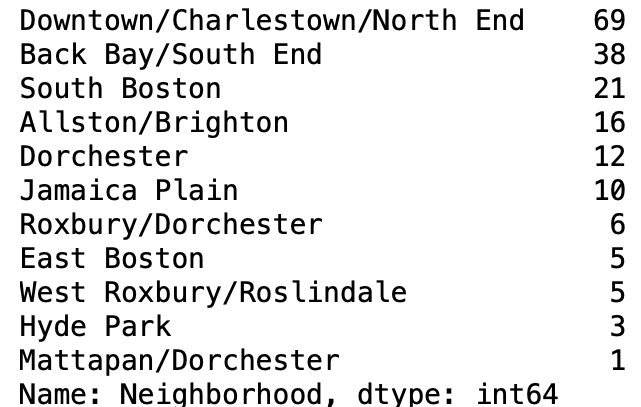 Downtown/Charlestown/North End    69
Back Bay/South End                38
South Boston                      21
Allston/Brighton                  16
Dorchester                        12
Jamaica Plain                     10
Roxbury/Dorchester                 6
East Boston                        5
West Roxbury/Roslindale            5
Hyde Park                          3
Mattapan/Dorchester                1
Name: Neighborhood, dtype: int64